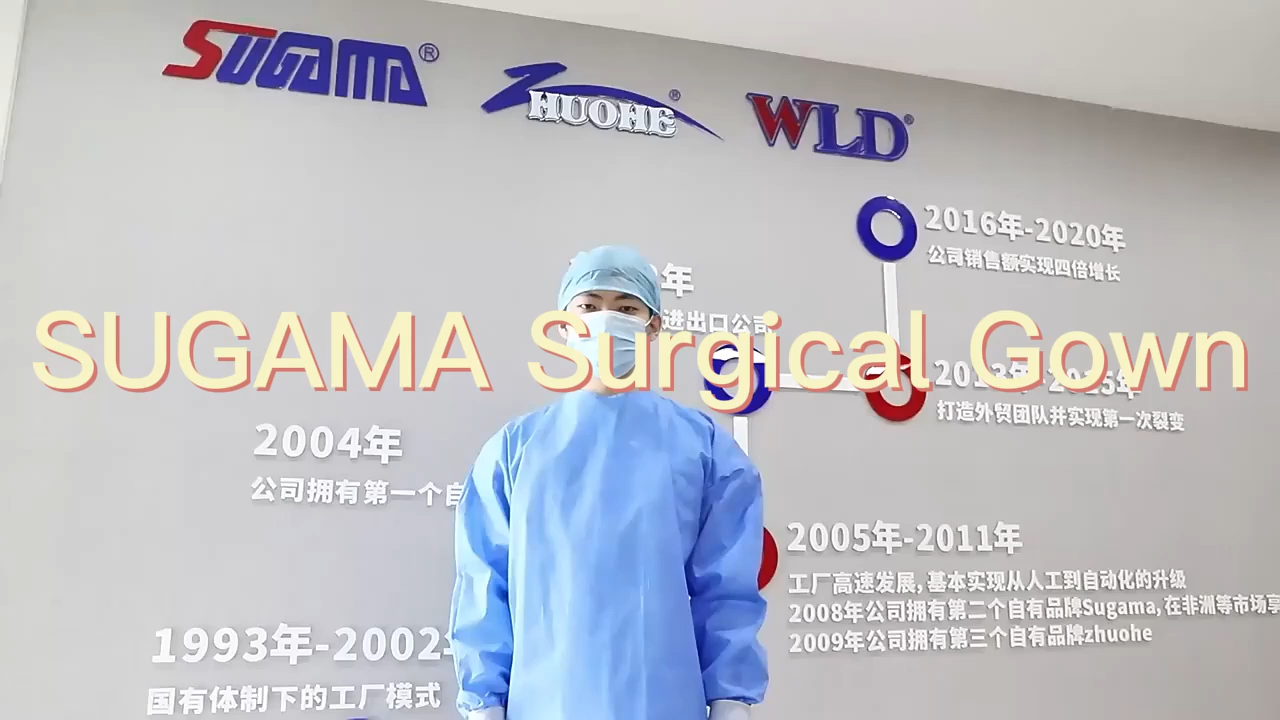 SUGAMA®
ZHUOHE®
WLD®
2016年-2020年
公司销售额实现四倍增长
年
进出口公司
SUGAMA Surgical Gown
打造外贸团队并实现第一次裂变
2004年
公司拥有第一个自
2005年-2011年
工厂高速发展,基本实现从人工到自动化的升级
2008年公司拥有第二个自有品牌Sugama,在非洲等市场享
2009年公司拥有第三个自有品牌zhuohe
1993年-2002
国有体制下的工厂模式